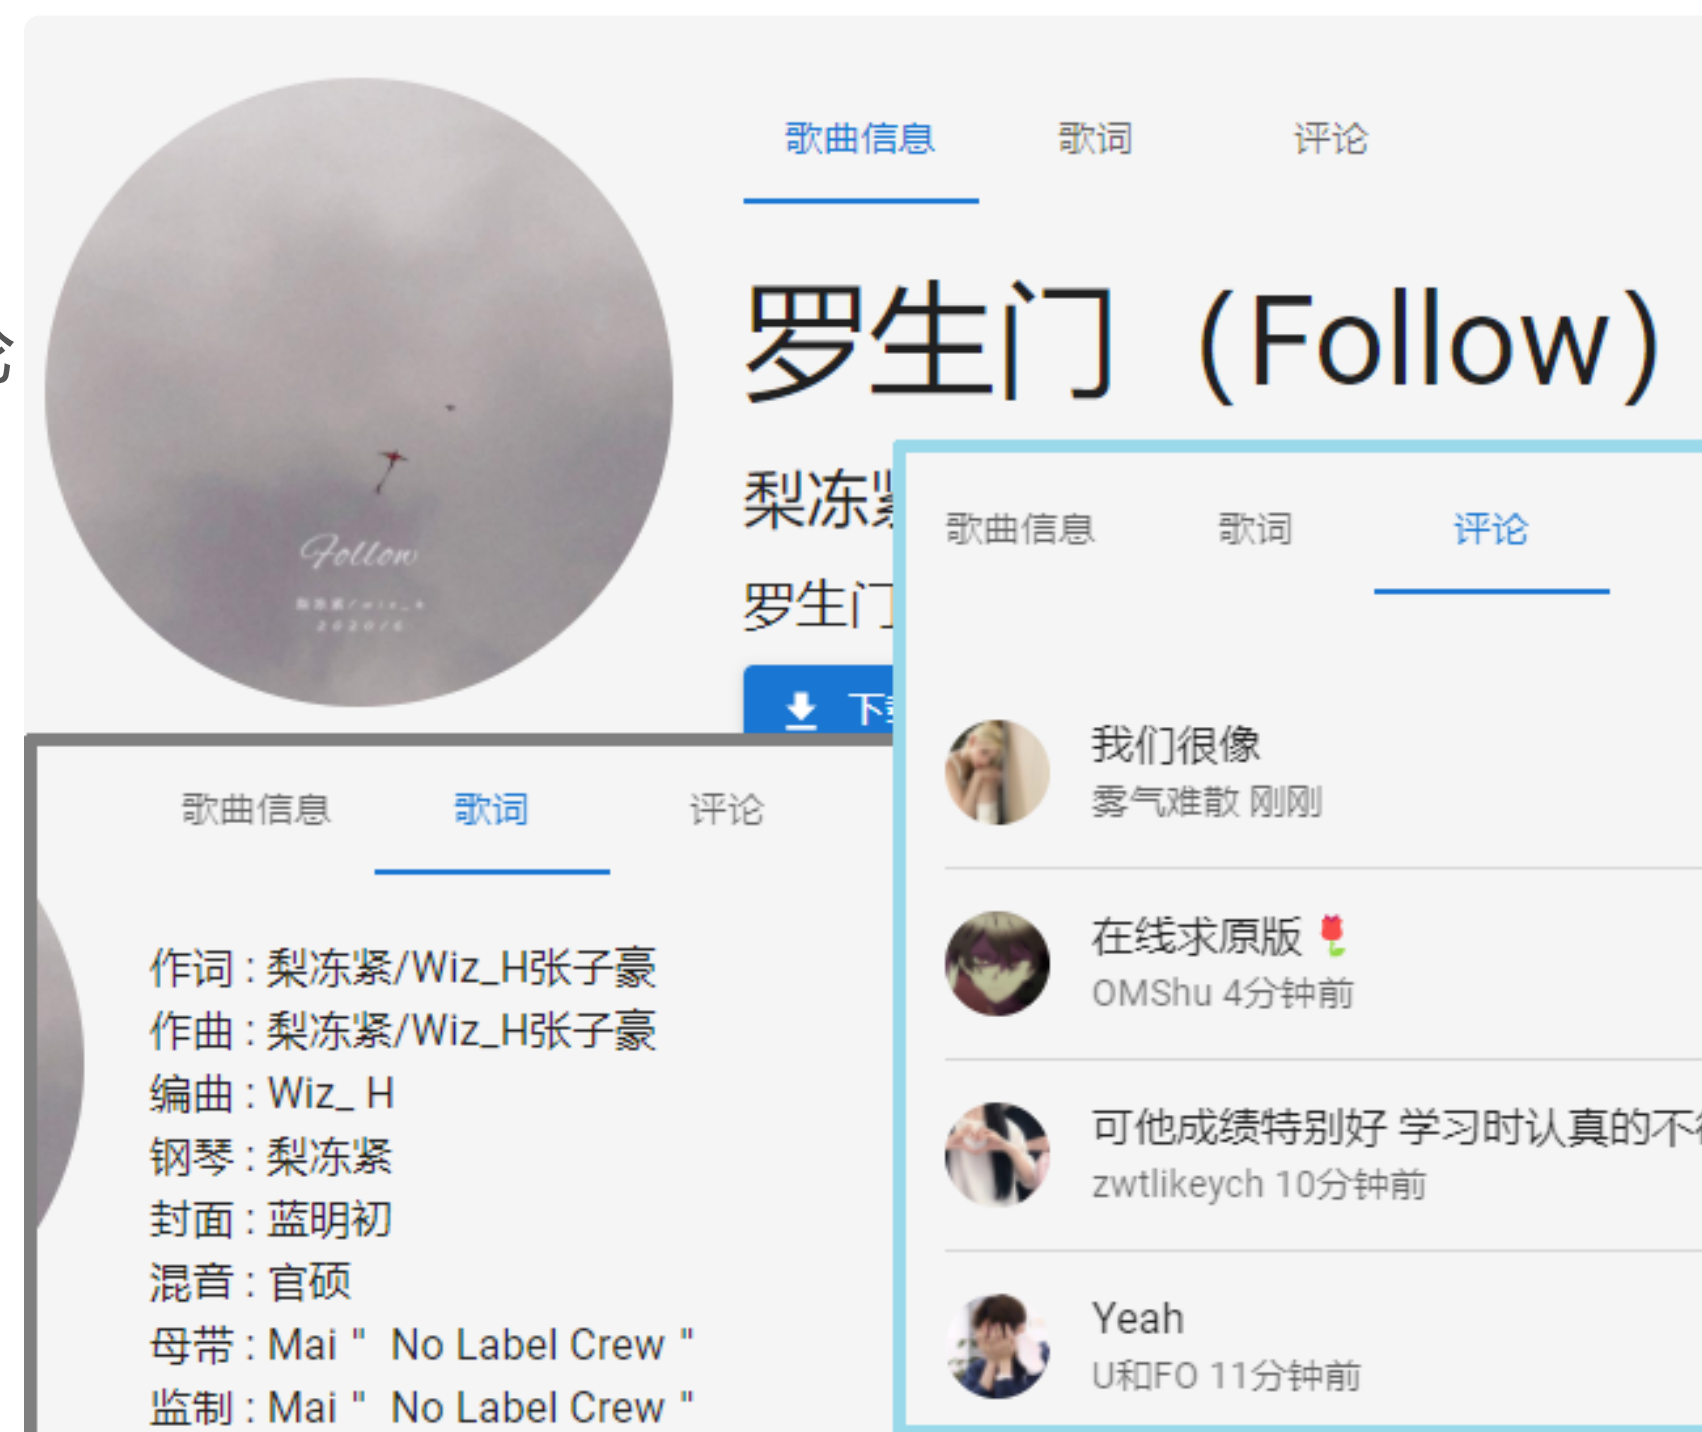 歌曲信息 歌词 评论
罗生门（Follow）
梨冻
罗生门
下
Follow
2020/6
歌曲信息 歌词 评论
作词 : 梨冻紧/Wiz_H张子豪
作曲 : 梨冻紧/Wiz_H张子豪
编曲 : Wiz_ H
钢琴 : 梨冻紧
封面 : 蓝明初
混音 : 官硕
母带 : Mai " No Label Crew "
监制 : Mai " No Label Crew "
歌曲信息 歌词 评论
我们很像
雾气难散 刚刚
在线求原版🌷
OMShu 4分钟前
可他成绩特别好 学习时认真的不
zwtlikeych 10分钟前
Yeah
U和FO 11分钟前